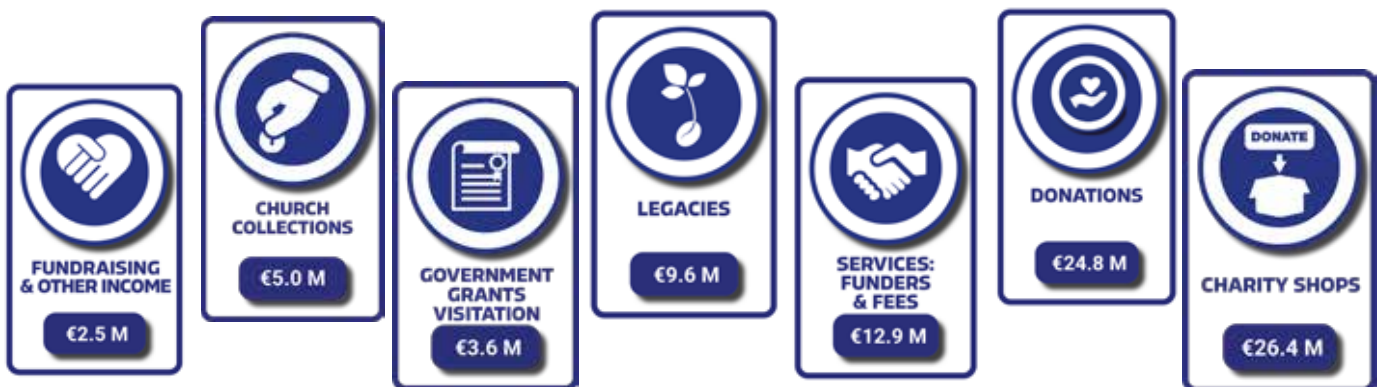 FUNDRAISING
& OTHER INCOME
€2.5 M
CHURCH
COLLECTIONS
€5.0 M
GOVERNMENT
GRANTS
VISITATION
€3.6 M
LEGACIES
€9.6 M
SERVICES:
FUNDERS
& FEES
€12.9 M
DONATIONS
€24.8 M
DONATE
CHARITY SHOPS
€26.4 M